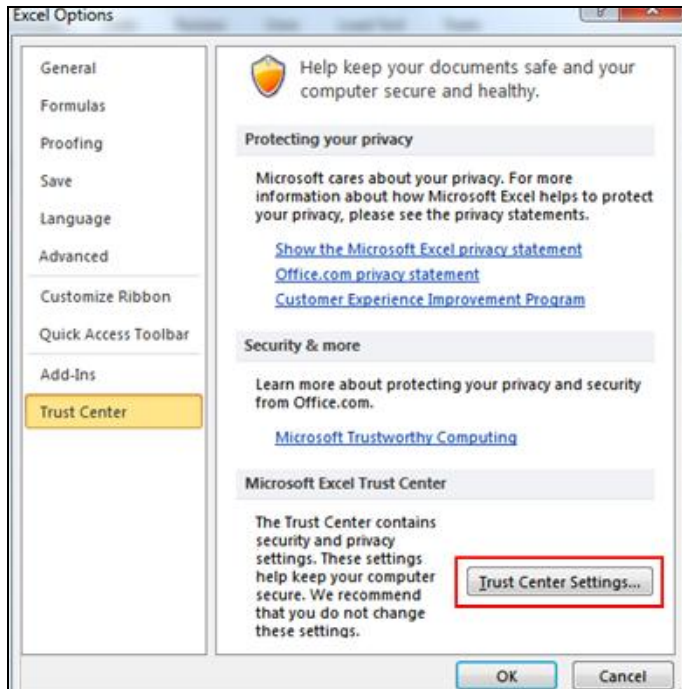 Excel Options
General
Formulas
Proofing
Save
Language
Advanced
Customize Ribbon
Quick Access Toolbar
Add-Ins
Trust Center
Help keep your documents safe and your
computer secure and healthy.
Protecting your privacy
Microsoft cares about your privacy. For more
information about how Microsoft Excel helps to protect
your privacy, please see the privacy statements.
Show the Microsoft Excel privacy statement
Office.com privacy statement
Customer Experience Improvement Program
Security & more
Learn more about protecting your privacy and security
from Office.com.
Microsoft Trustworthy Computing
Microsoft Excel Trust Center
The Trust Center contains
security and privacy
settings. These settings
help keep your computer
secure. We recommend
that you do not change
these settings.
Trust Center Settings...
OK
Cancel